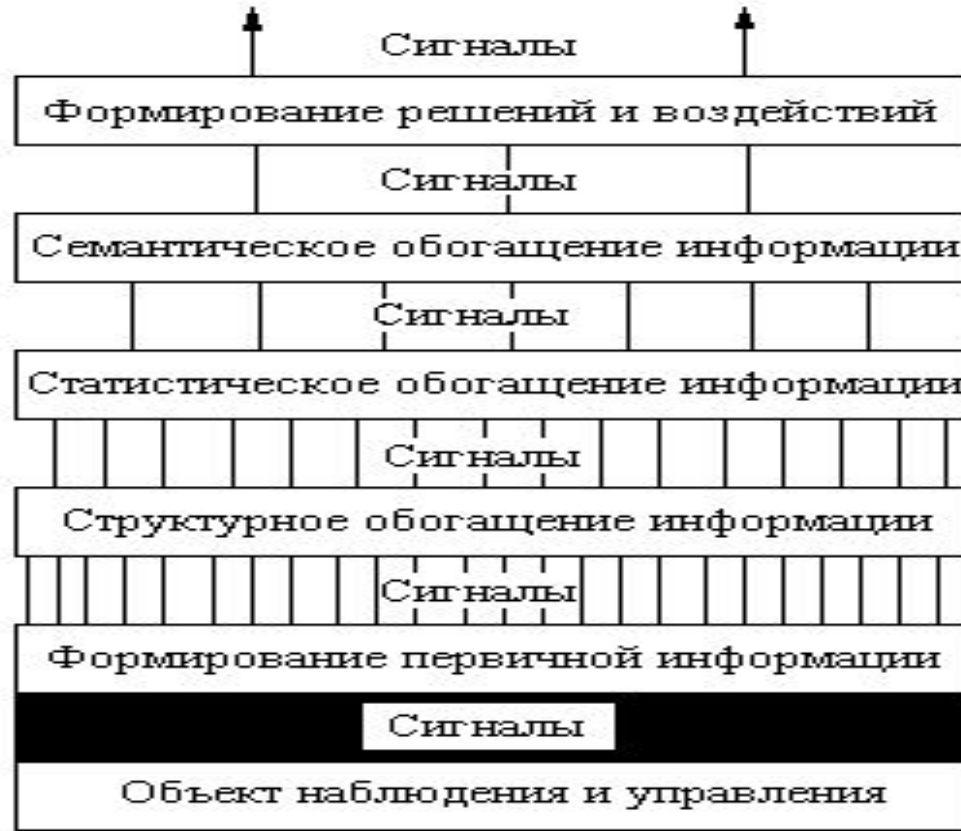 Сигналы
Формирование решений и воздействий
Сигналы
Семантическое обогащение информации
Сигналы
Статистическое обогащение информации
Сигналы
Структурное обогащение информации
Сигналы
Формирование первичной информации
Сигналы
Объект наблюдения и управления